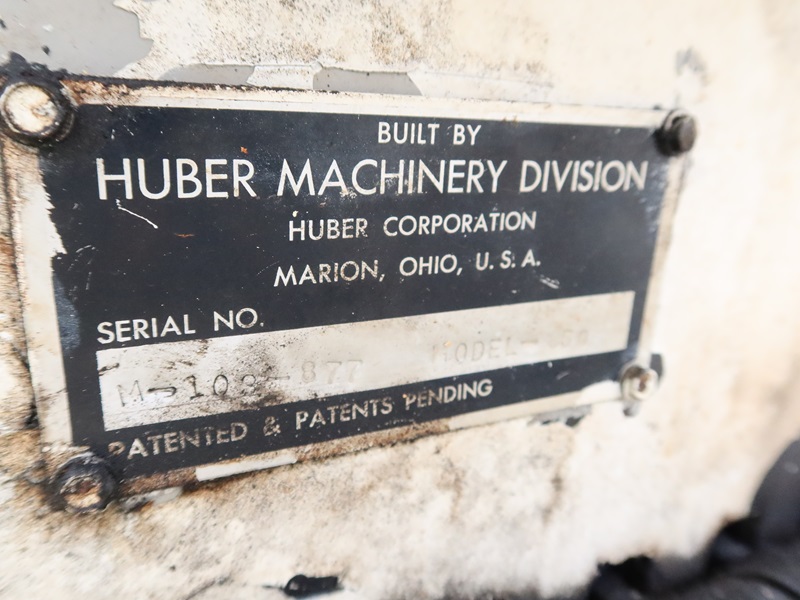 BUILT BY
HUBER MACHINERY DIVISION
HUBER CORPORATION
MARION, OHIO, U.S.A.
SERIAL NO.
PATENTED & PATENTS PENDING